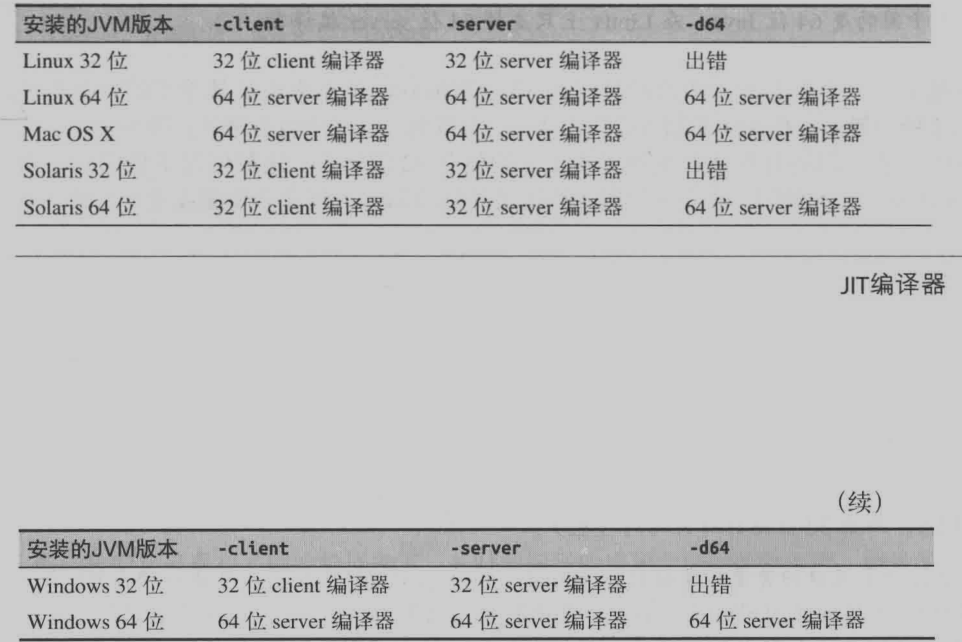 安装的JVM版本 -client -server -d64
Linux 32 位 32 位 client 编译器 32 位 server 编译器 出错
Linux 64 位 64 位 server 编译器 64 位 server 编译器 64 位 server 编译器
Mac OS X 64 位 server 编译器 64 位 server 编译器 64 位 server 编译器
Solaris 32 位 32 位 client 编译器 32 位 server 编译器 出错
Solaris 64 位 32 位 client 编译器 32 位 server 编译器 64 位 server 编译器
JIT编译器
(续)
安装的JVM版本 -client -server -d64
Windows 32 位 32 位 client 编译器 32 位 server 编译器 出错
Windows 64 位 64 位 server 编译器 64 位 server 编译器 64 位 server 编译器